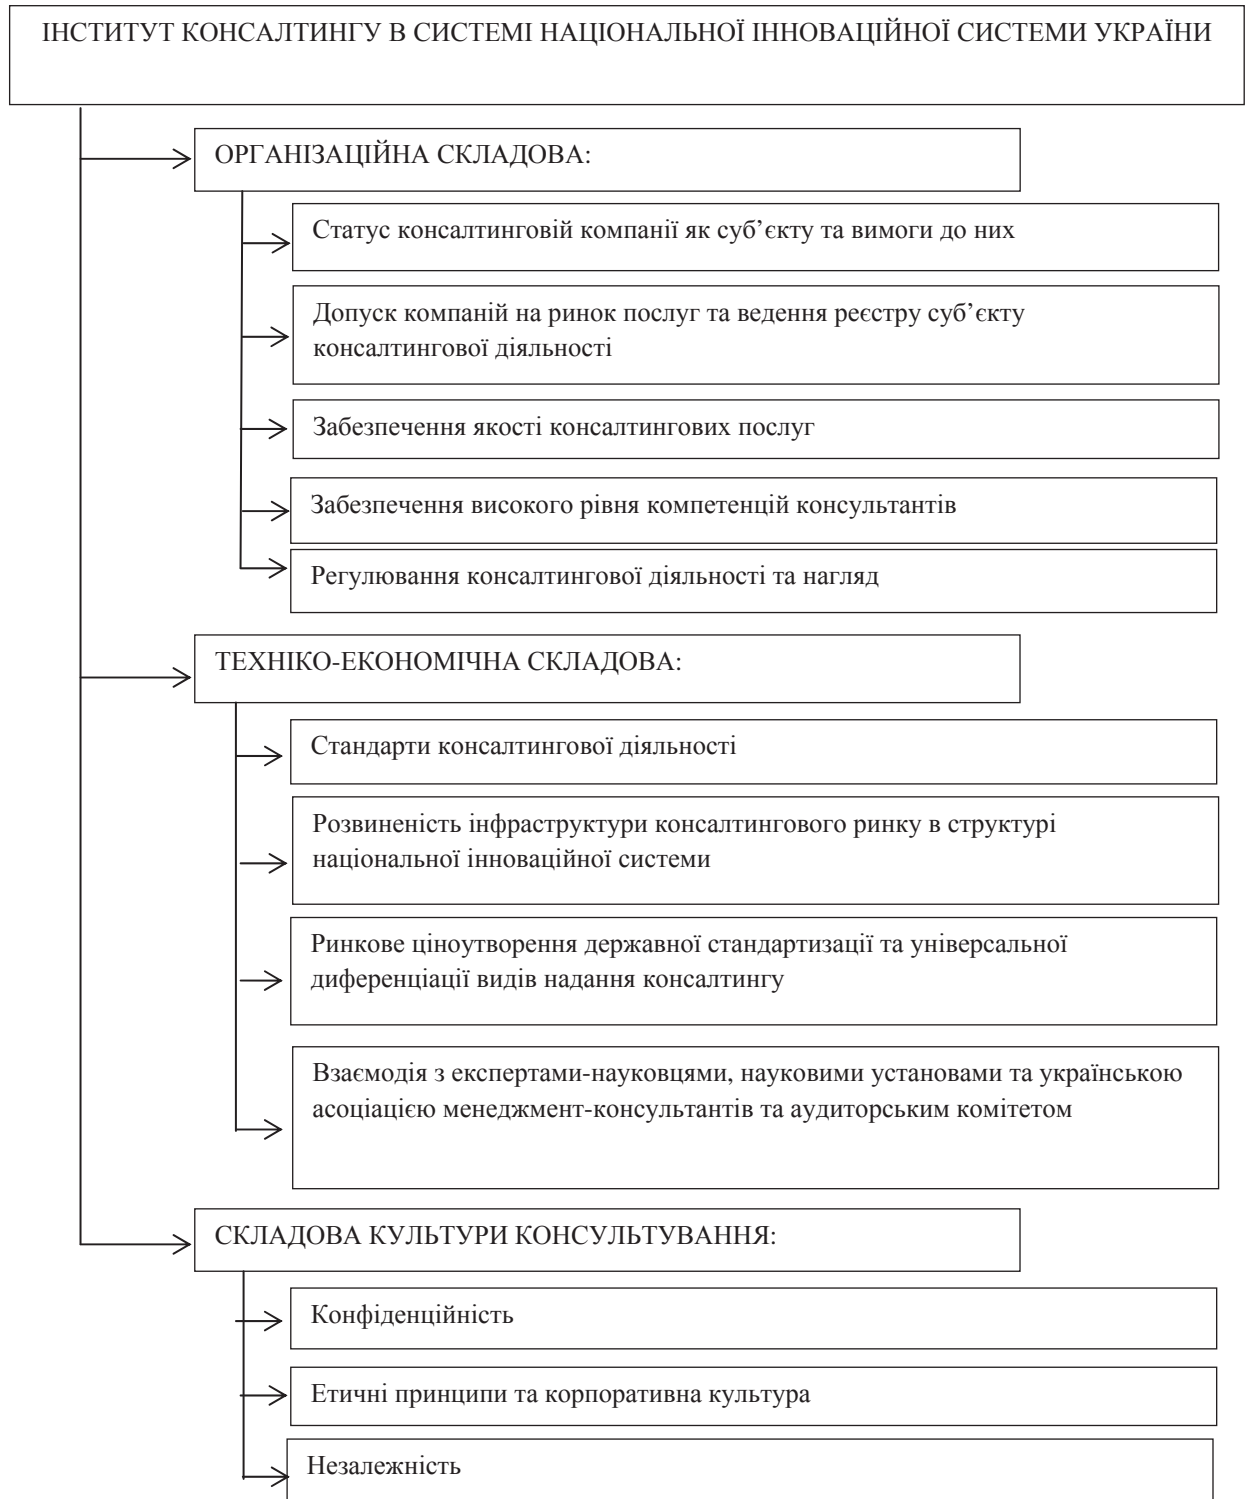 ІНСТИТУТ КОНСАЛТИНГУ В СИСТЕМІ НАЦІОНАЛЬНОЇ ІННОВАЦІЙНОЇ СИСТЕМИ УКРАЇНИ
ОРГАНІЗАЦІЙНА СКЛАДОВА:
Статус консалтинговій компанії як суб’єкту та вимоги до них
Допуск компаній на ринок послуг та ведення реєстру суб’єкту
консалтингової діяльності
Забезпечення якості консалтингових послуг
Забезпечення високого рівня компетенцій консультантів
Регулювання консалтингової діяльності та нагляд
ТЕХНІКО-ЕКОНОМІЧНА СКЛАДОВА:
Стандарти консалтингової діяльності
Розвиненість інфраструктури консалтингового ринку в структурі
національної інноваційної системи
Ринкове ціноутворення державної стандартизації та універсальної
диференціації видів надання консалтингу
Взаємодія з експертами-науковцями, науковими установами та українською
асоціацією менеджмент-консультантів та аудиторським комітетом
СКЛАДОВА КУЛЬТУРИ КОНСУЛЬТУВАННЯ:
Конфіденційність
Етичні принципи та корпоративна культура
Незалежність